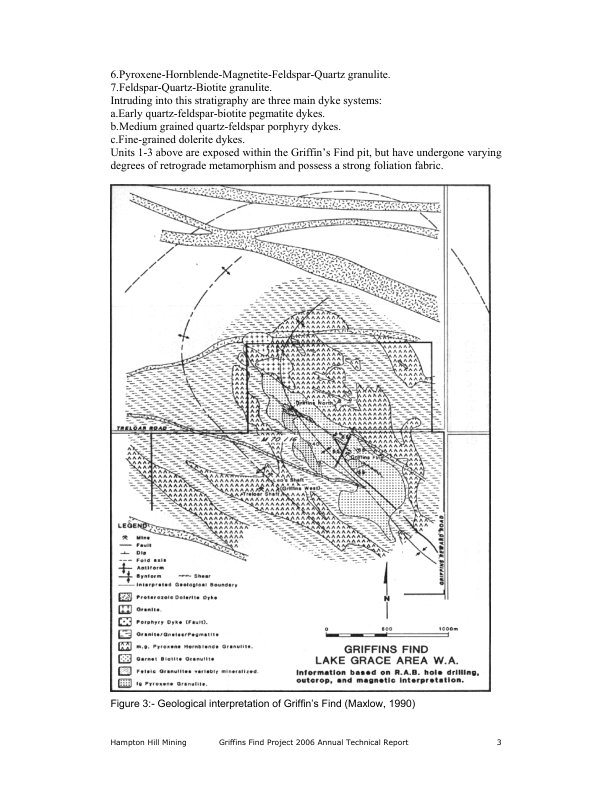 6.Pyroxene-Hornblende-Magnetite-Feldspar-Quartz granulite.
7.Feldspar-Quartz-Biotite granulite.
Intruding into this stratigraphy are three main dyke systems:
a.Early quartz-feldspar-biotite pegmatite dykes.
b.Medium grained quartz-feldspar porphyry dykes.
c.Fine-grained dolerite dykes.
Units 1-3 above are exposed within the Griffin's Find pit, but have undergone varying
degrees of retrograde metamorphism and possess a strong foliation fabric.
Griffins North
TRELOAR ROAD
M 70 / 16
Leo's Shaft
(Griffins West)
Treloar Shaft
LEGEND
Mine
Fault
Dip
Fold axis
Antiform
Synform
Shear
Interpreted Geological Boundary
Proterozoic Dolerite Dyke
Granite.
Porphyry Dyke (Fault).
Granite/Gneiss/Pegmatite
m.g. Pyroxene Hornblende Granulite.
Garnet Biotite Granulite
Felsic Granulites variably mineralized.
fg Pyroxene Granulite.
N
0 500 1000m
GRIFFINS FIND
LAKE GRACE AREA W.A.
Information based on R.A.B. hole drilling,
outcrop, and magnetic interpretation.
Figure 3:- Geological interpretation of Griffin's Find (Maxlow, 1990)
Hampton Hill Mining Griffins Find Project 2006 Annual Technical Report 3